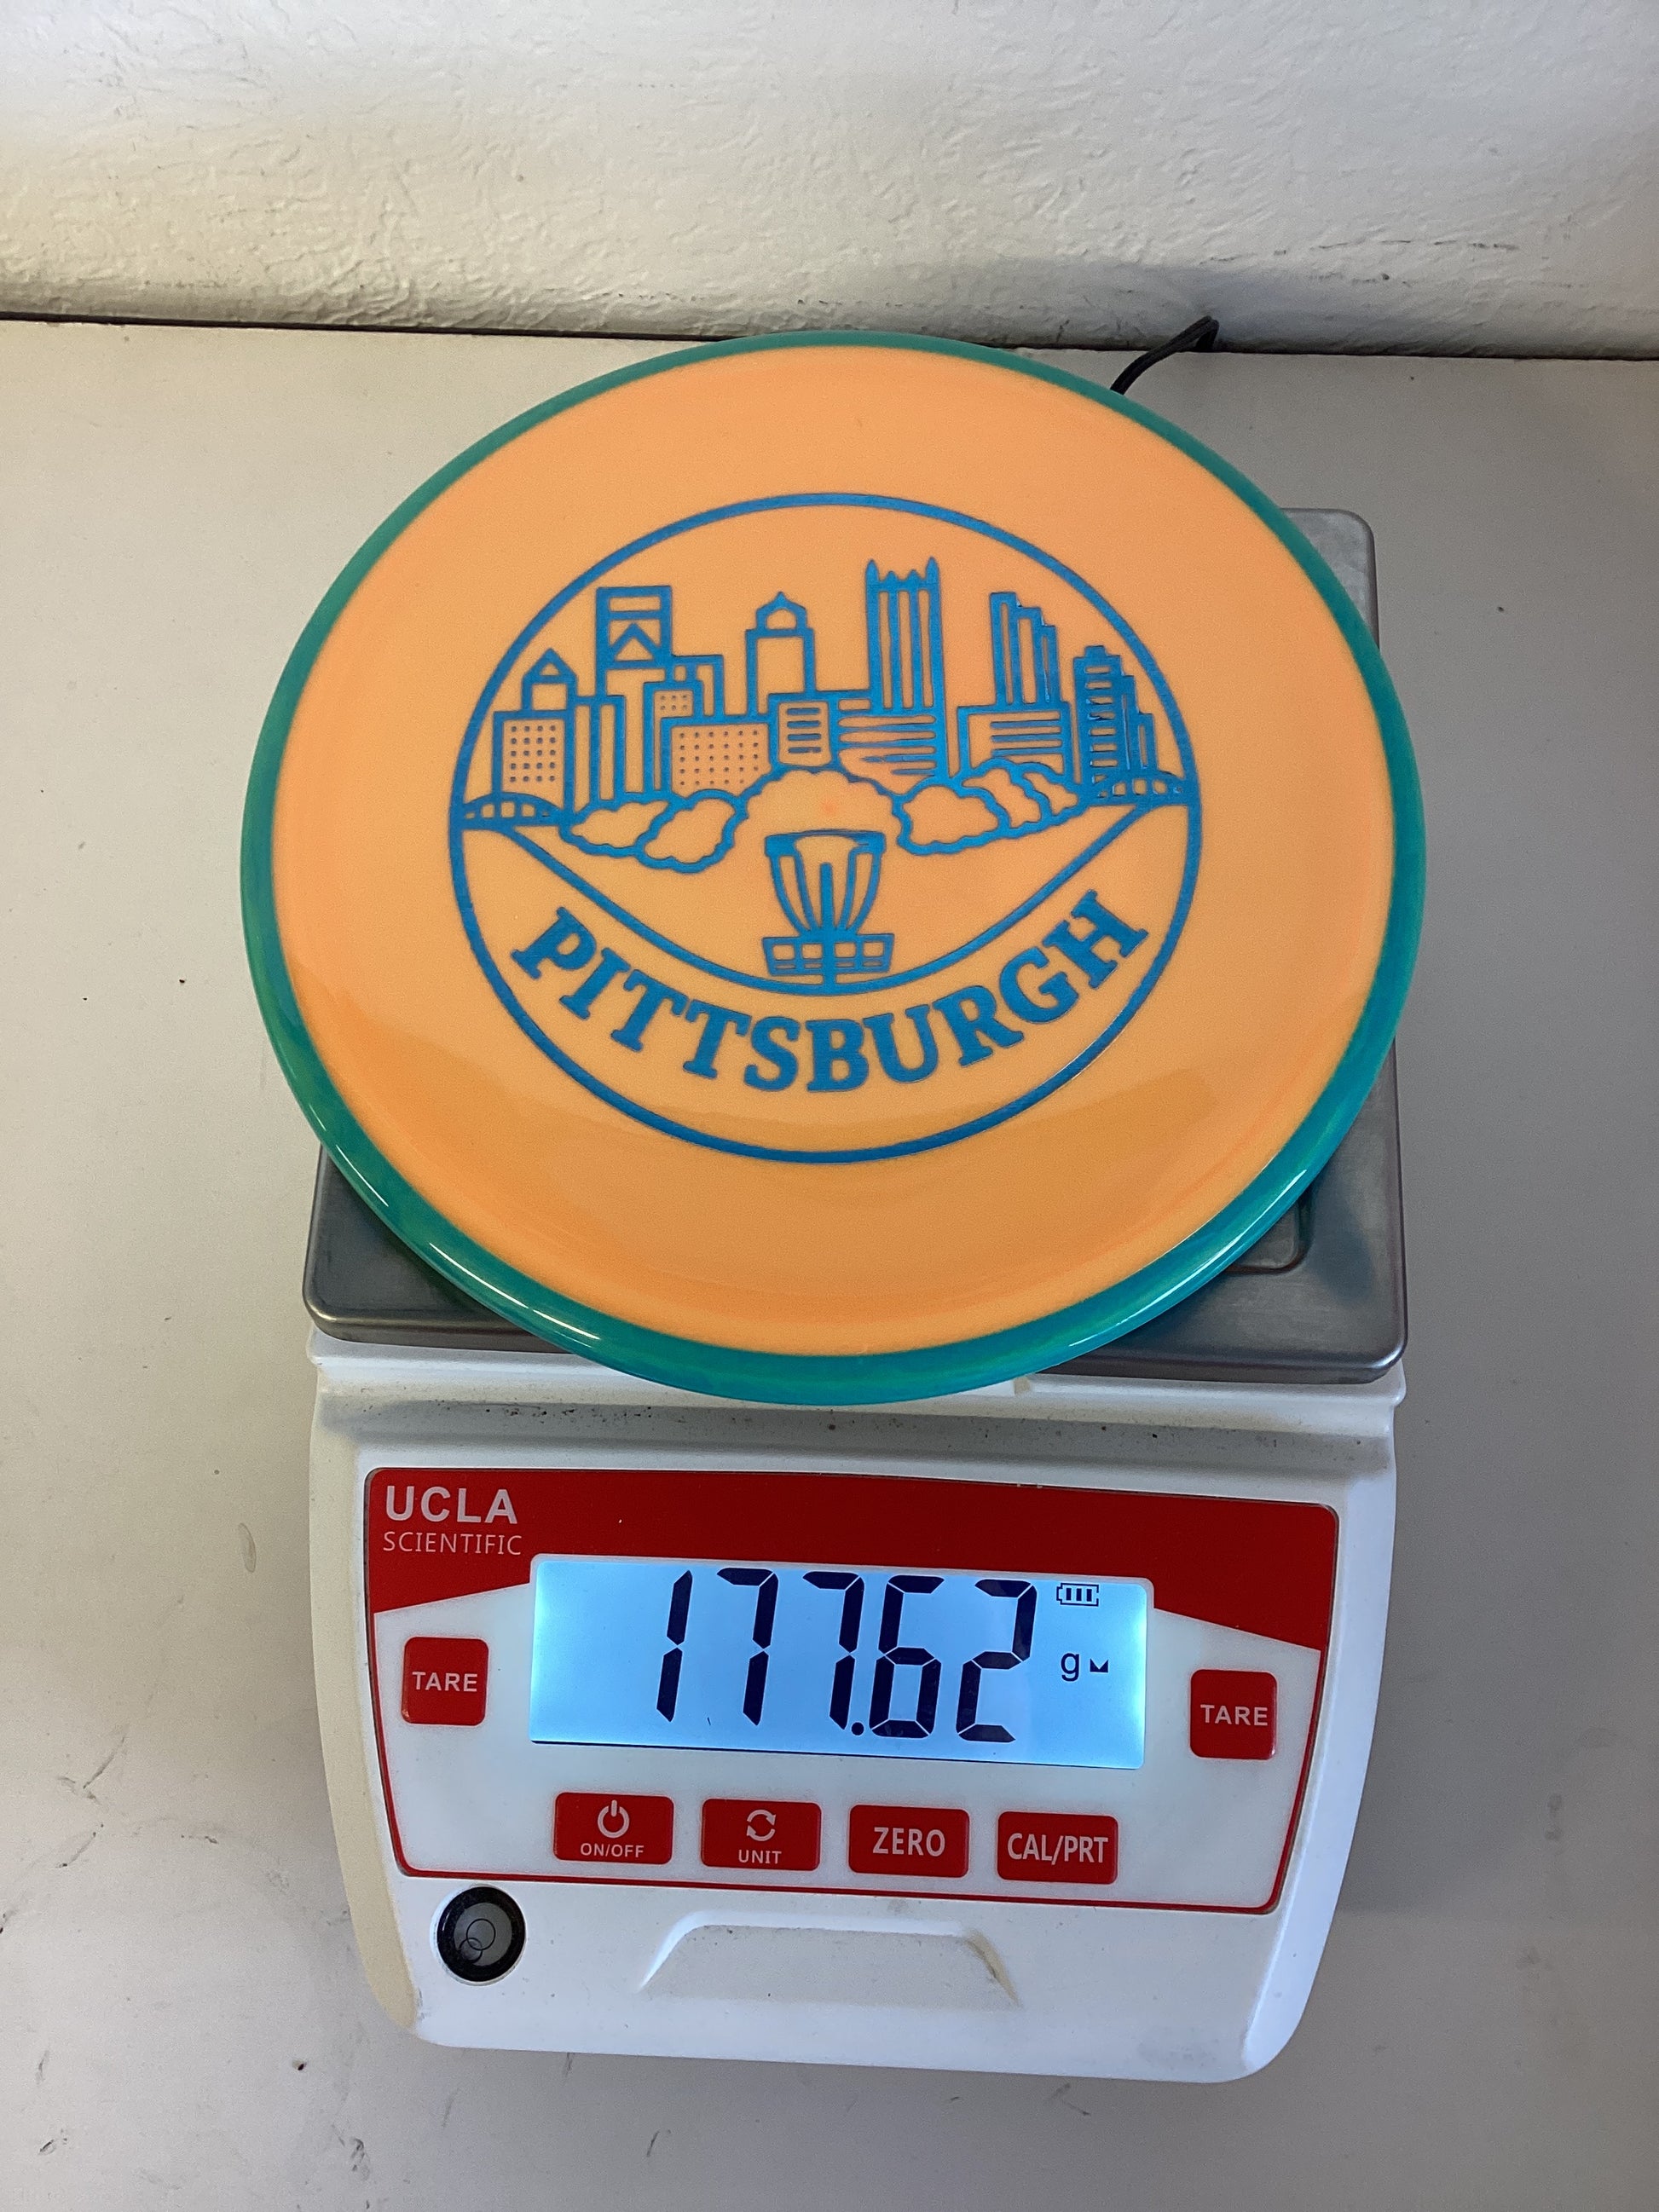 PITTSBURGH
UCLA
SCIENTIFIC
177.62 g
TARE
TARE
ON/OFF
UNIT
ZERO
CAL/PRT